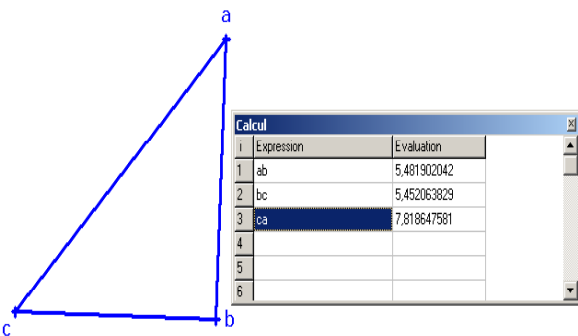 a
Calcul
i Expression Evaluation
1 ab 5,481902042
2 bc 5,452063829
3 ca 7,818647581
4
5
6
c
b